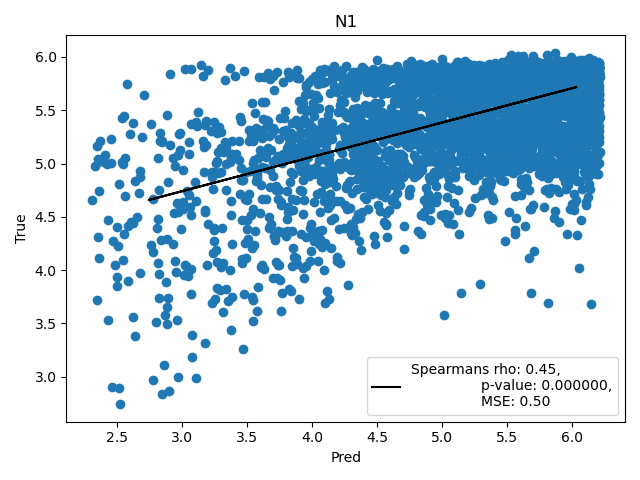 N1
True
6.0
5.5
5.0
4.5
4.0
3.5
3.0
2.5 3.0 3.5 4.0 4.5 5.0 5.5 6.0
Pred
Spearmans rho: 0.45,
p-value: 0.000000,
MSE: 0.50